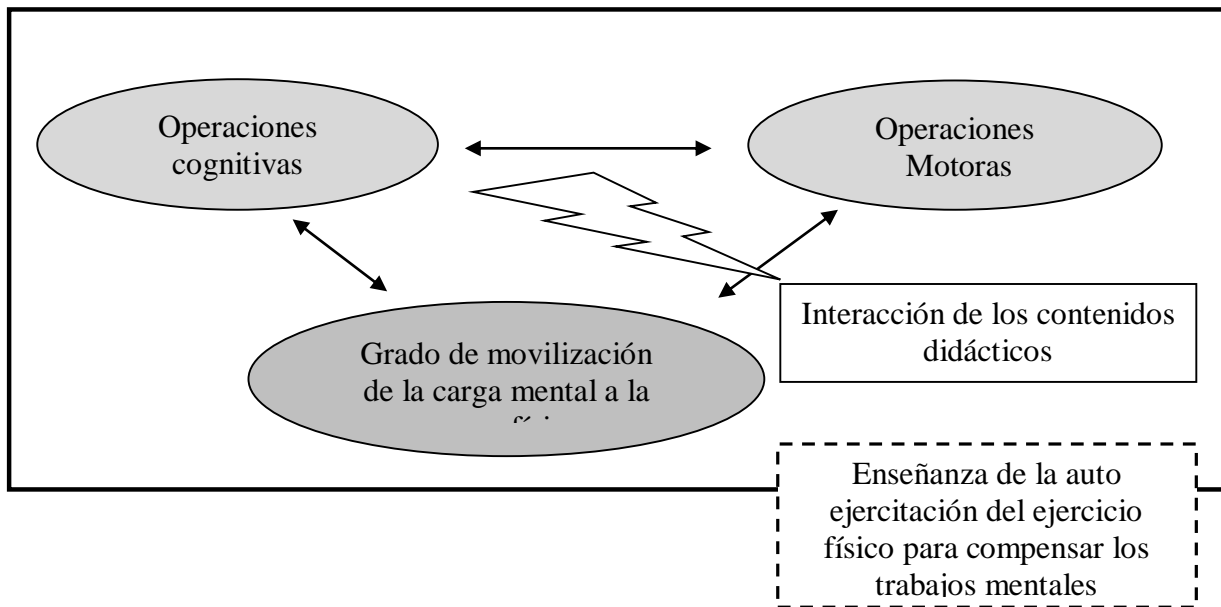 Operaciones
cognitivas
Operaciones
Motoras
Interacción de los contenidos
didácticos
Grado de movilización
de la carga mental a la
Enseñanza de la auto
ejercitación del ejercicio
físico para compensar los
trabajos mentales